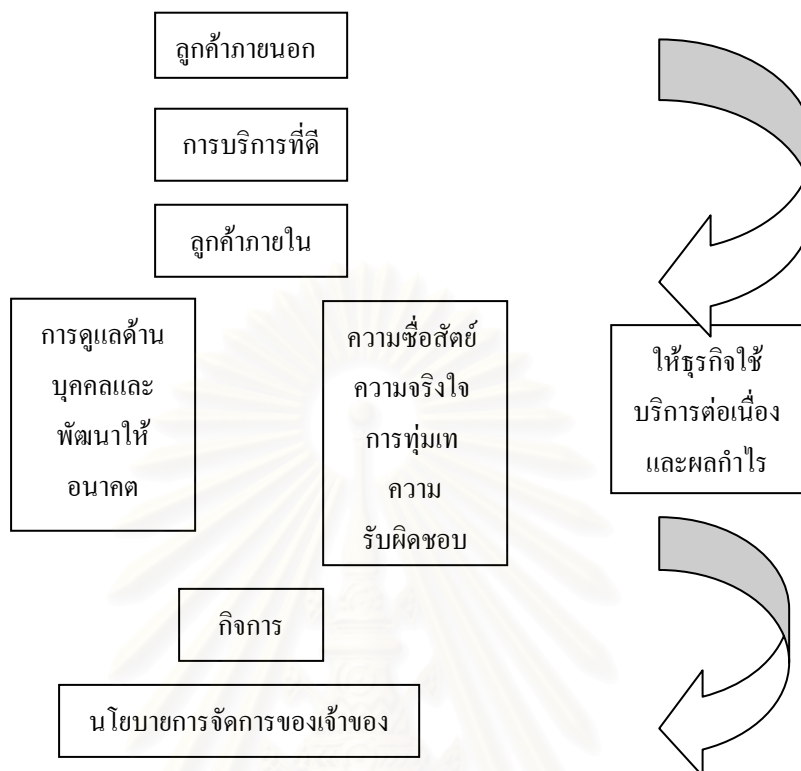 ลูกค้าภายนอก
การบริการที่ดี
ลูกค้าภายใน
การดูแลด้าน
บุคคลและ
พัฒนาให้
อนาคต
ความซื่อสัตย์
ความจริงใจ
การทุ่มเท
ความ
รับผิดชอบ
ให้ธุรกิจใช้
บริการต่อเนื่อง
และผลกำไร
กิจการ
นโยบายการจัดการของเจ้าของ